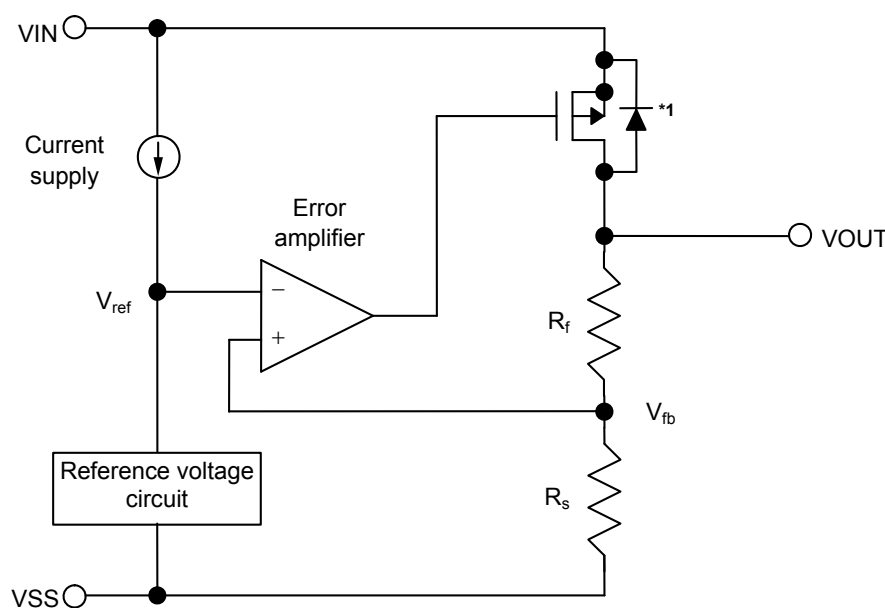 VIN
*1
Current
supply
Error
amplifier
VOUT
Vref
−
+
Rf
Vfb
Reference voltage
circuit
Rs
VSS